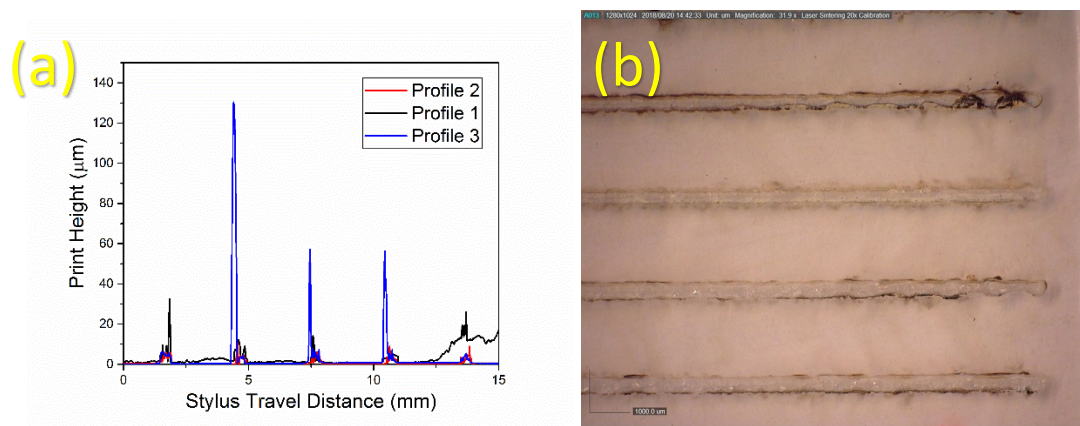 (a)
Print Height (μm)
140
120
100
80
60
40
20
0
0
5
10
15
Stylus Travel Distance (mm)
Profile 2
Profile 1
Profile 3
(b)
A013 1280x1024 2018/08/20 14:42:33 Unit: um Magnification: 31.9 x Laser Sintering 20x Calibration
1000.0 um